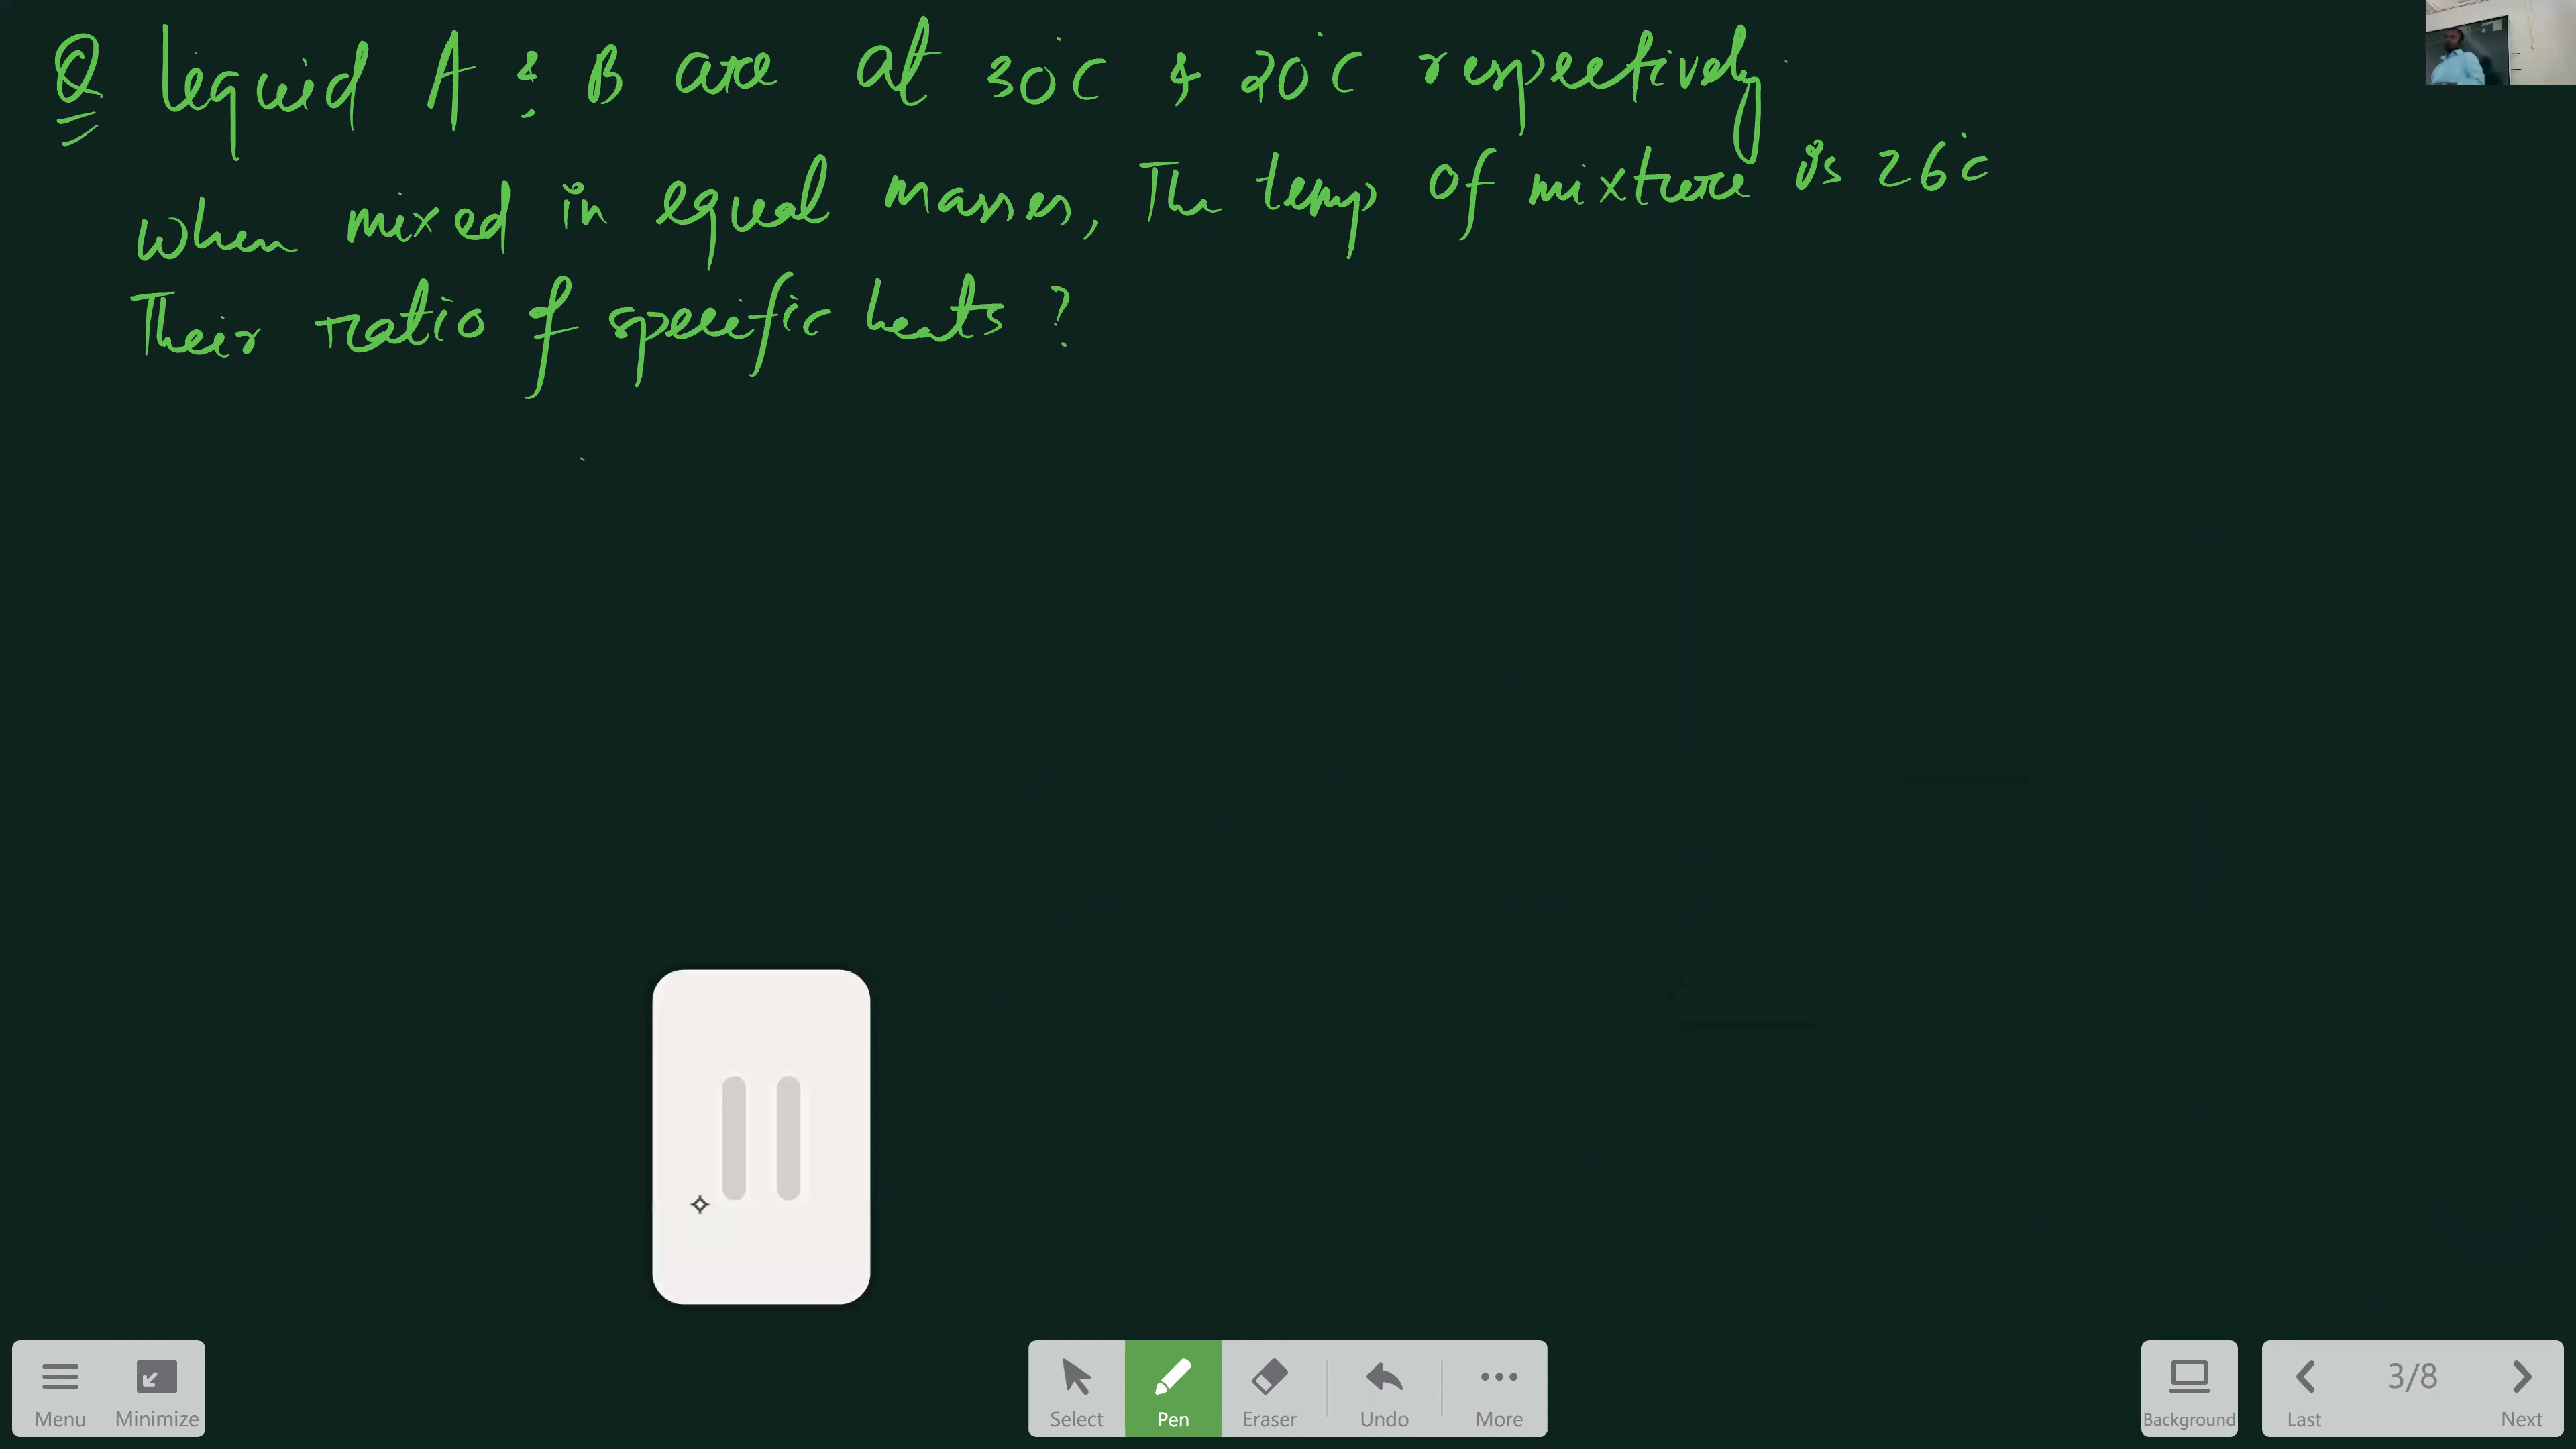 Q liquid A & B are at 30°C & 20°C respectively.
when mixed in equal masses, The temp of mixture is 26°c
Their ratio of specific heats ?
Menu Minimize Select Pen Eraser Undo More Background Last 3/8 Next